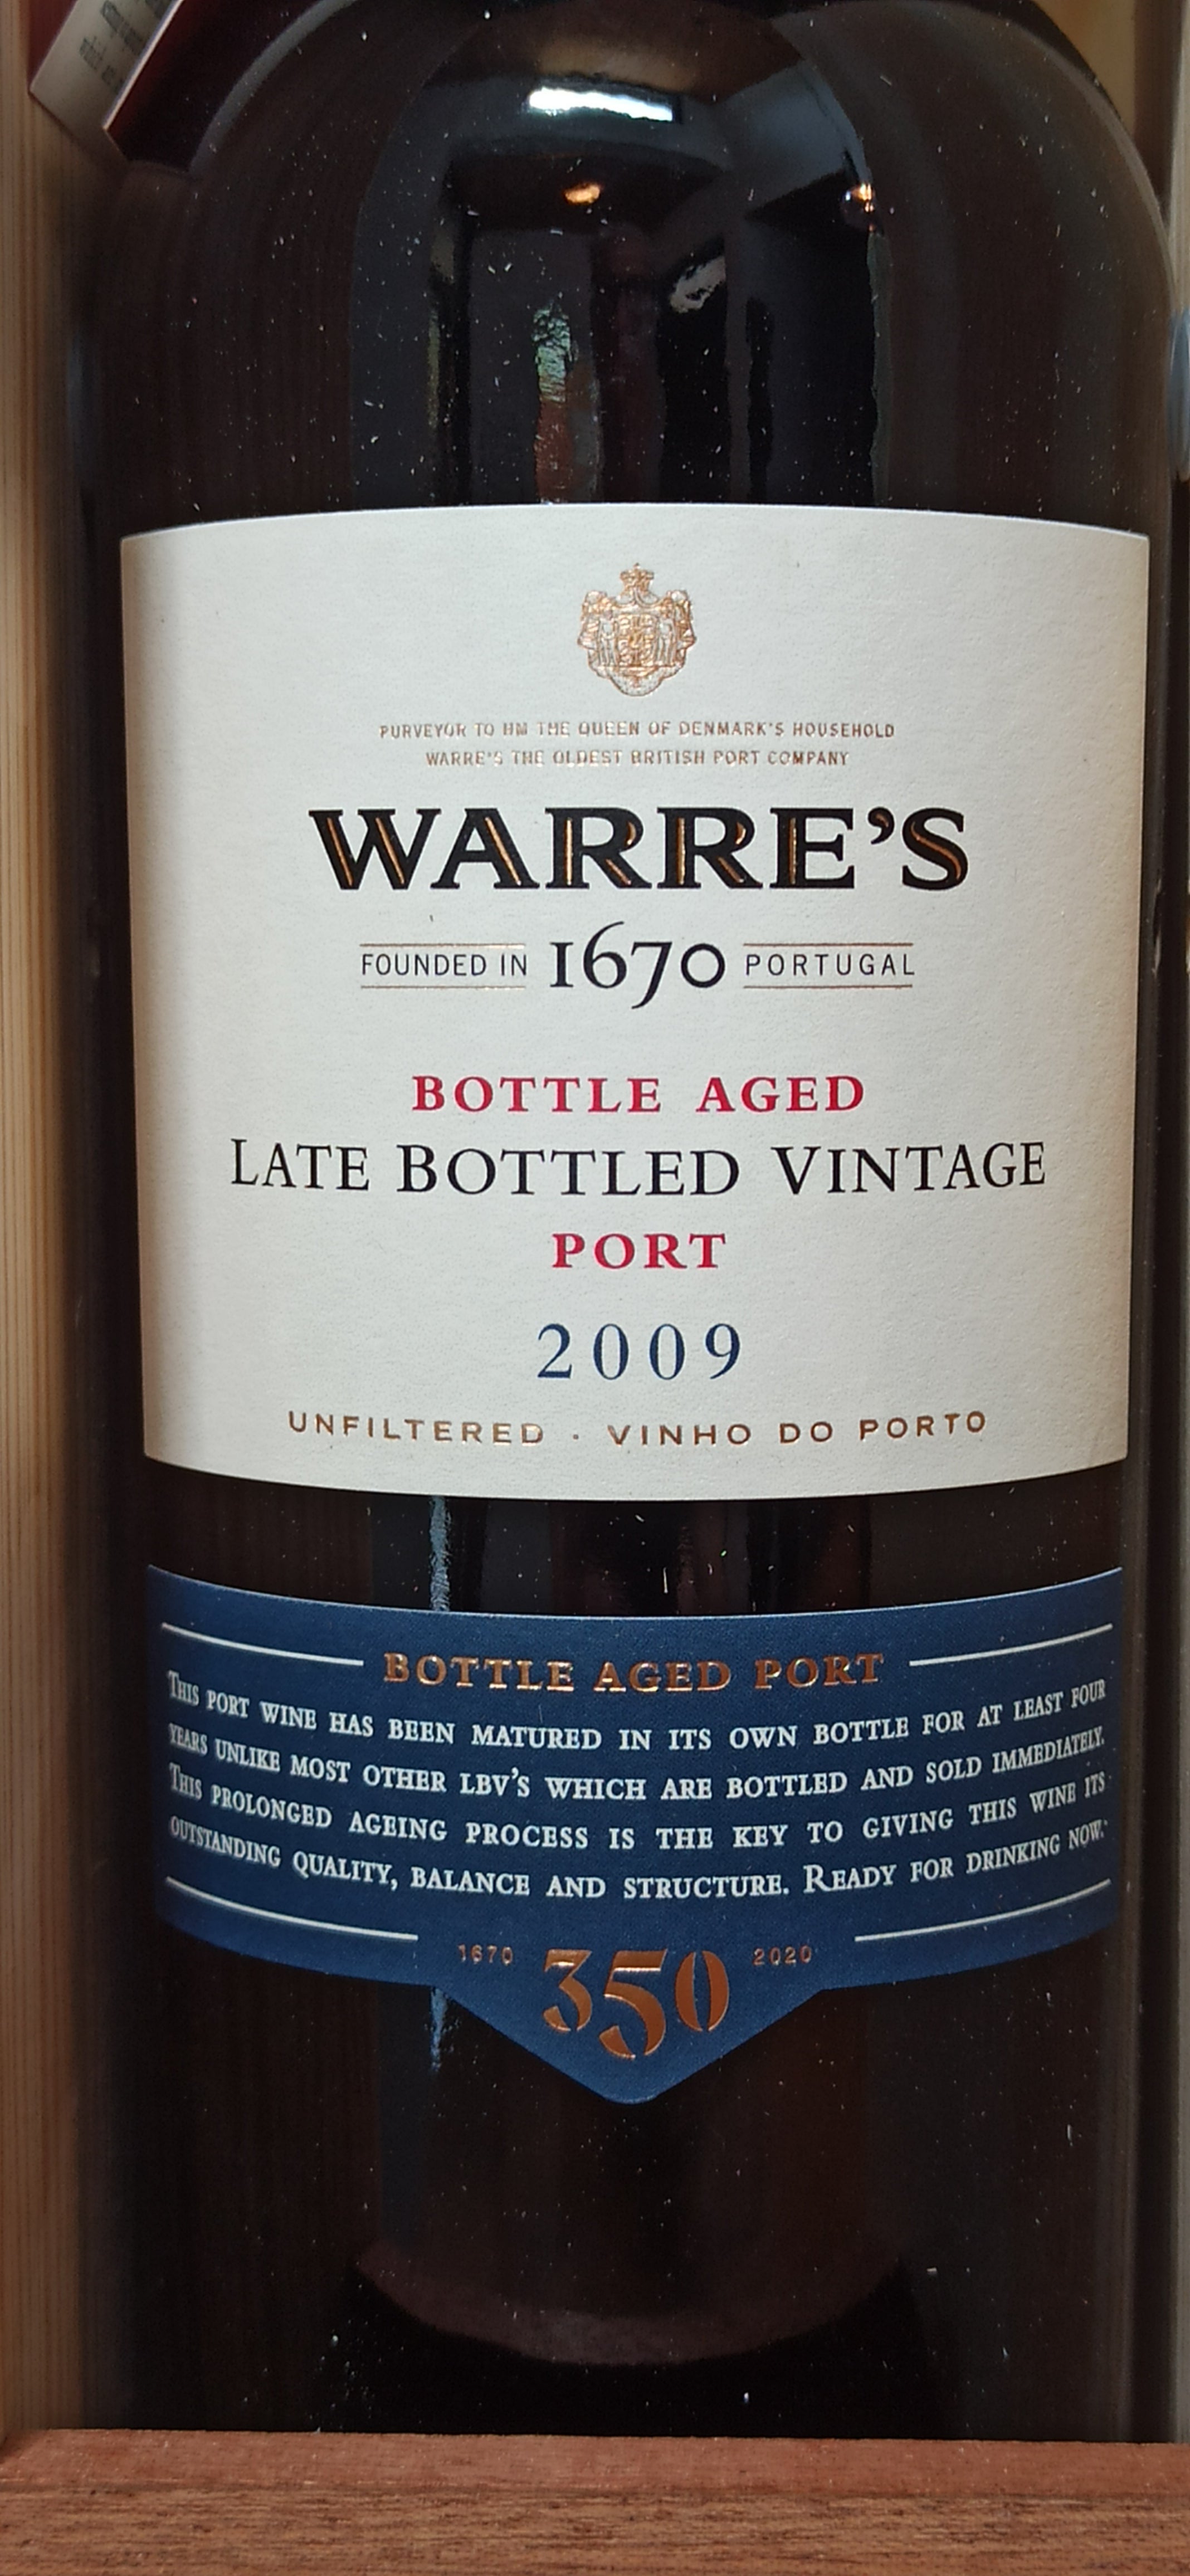 PURVEYOR TO HM THE QUEEN OF DENMARK'S HOUSEHOLD
WARRE'S THE OLDEST BRITISH PORT COMPANY
WARRE'S
FOUNDED IN 1670 PORTUGAL
BOTTLE AGED
LATE BOTTLED VINTAGE
PORT
2009
UNFILTERED · VINHO DO PORTO
BOTTLE AGED PORT
THIS PORT WINE HAS BEEN MATURED IN ITS OWN BOTTLE FOR AT LEAST FOUR
YEARS UNLIKE MOST OTHER LBV'S WHICH ARE BOTTLED AND SOLD IMMEDIATELY.
THIS PROLONGED AGEING PROCESS IS THE KEY TO GIVING THIS WINE ITS
OUTSTANDING QUALITY, BALANCE AND STRUCTURE. READY FOR DRINKING NOW.
1670 350 2020